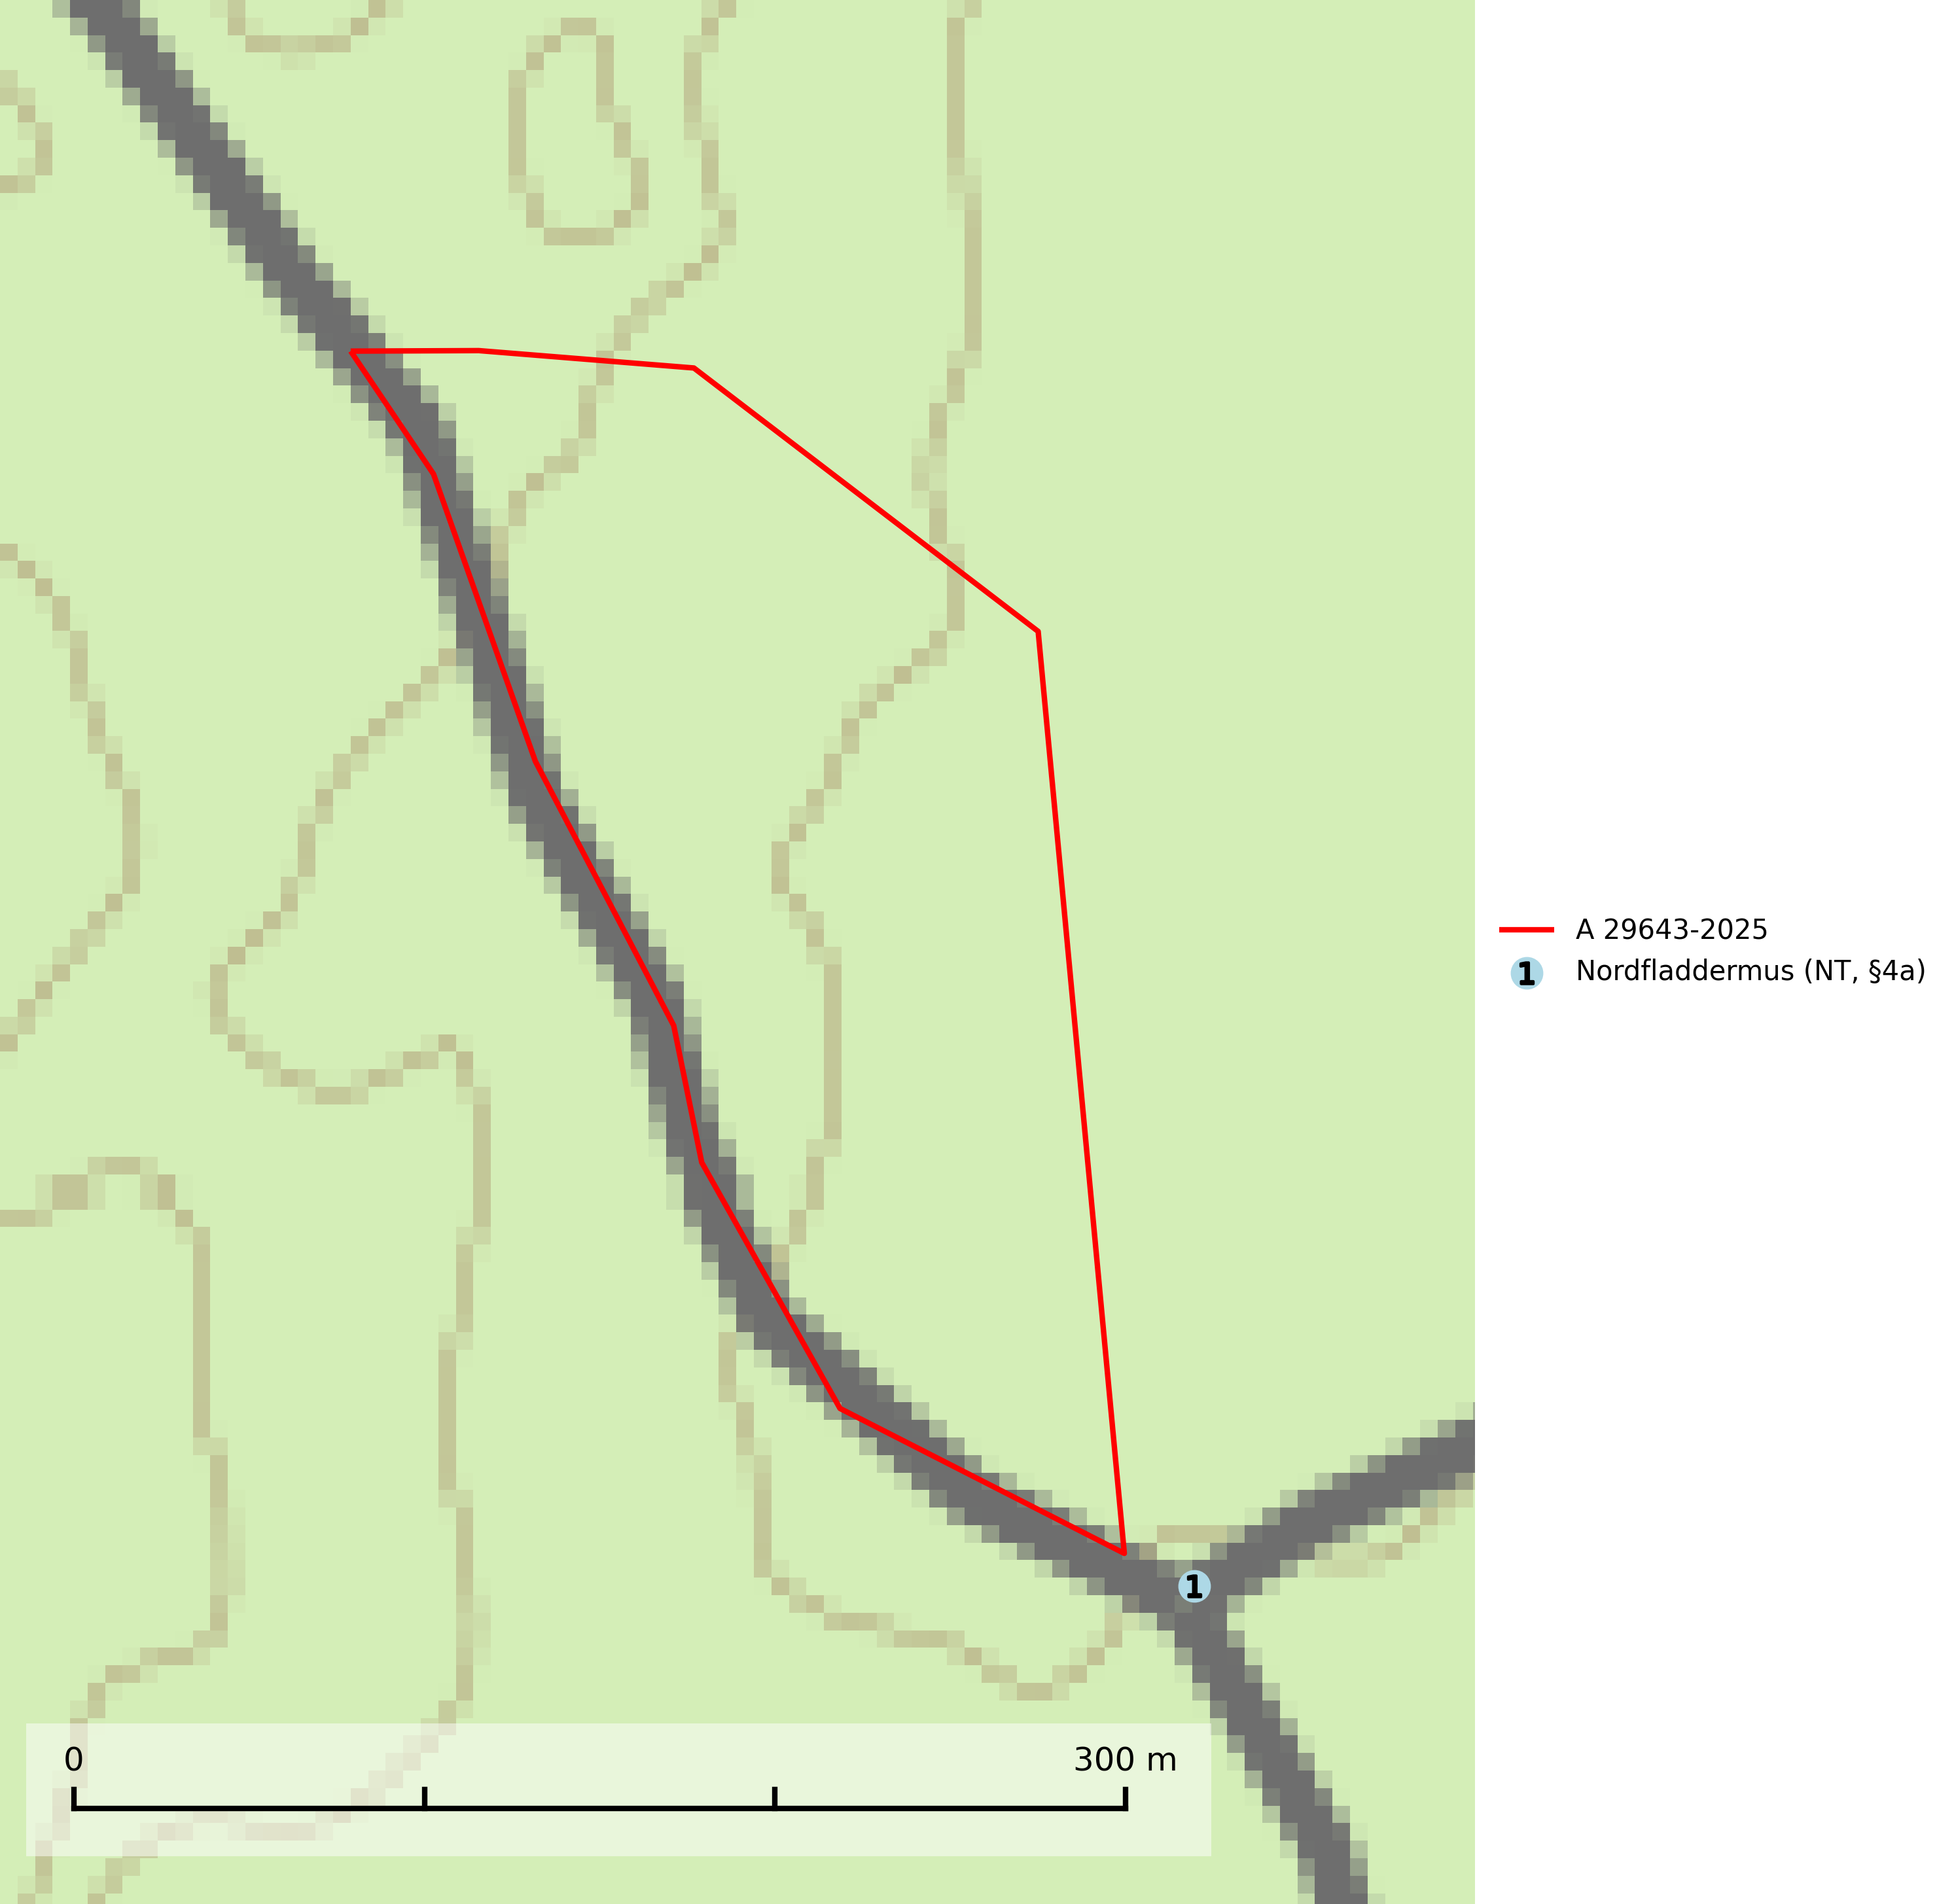 A 29643-2025
1 Nordfladdermus (NT, §4a)
1
0 300 m